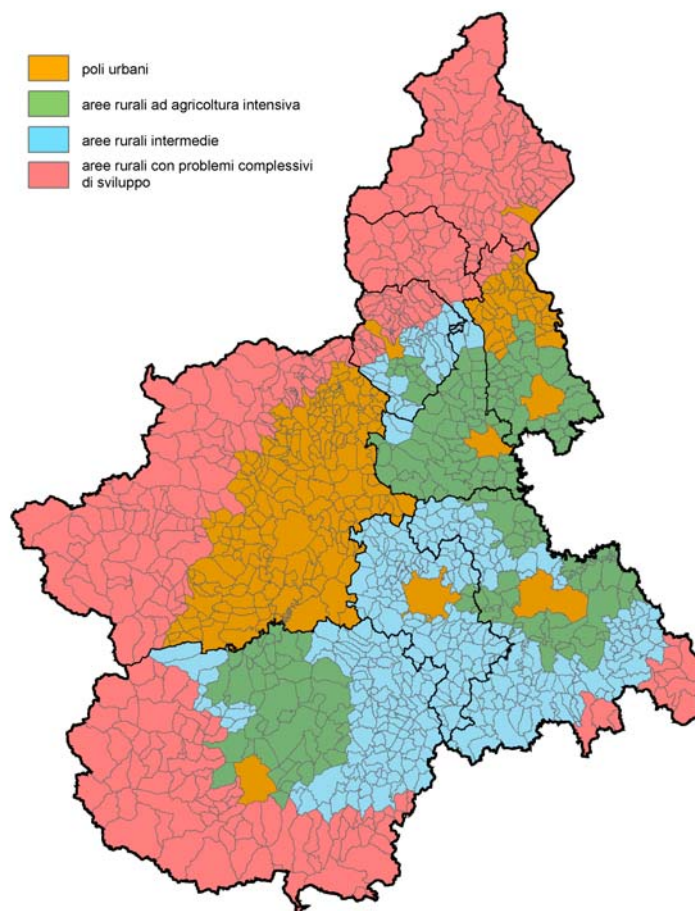 poli urbani
aree rurali ad agricoltura intensiva
aree rurali intermedie
aree rurali con problemi complessivi
di sviluppo